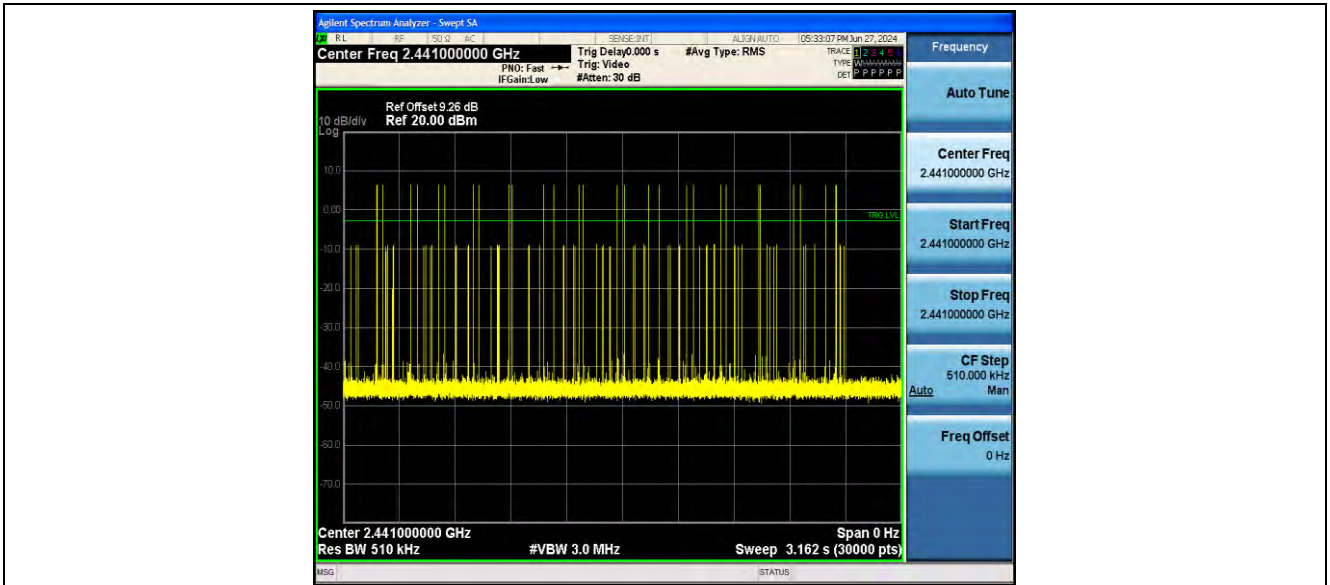 Agilent Spectrum Analyzer - Swept SA
RL RF 50 Ω AC SENSE:INT ALIGN AUTO 05:33:07 PM Jun 27, 2024
Center Freq 2.441000000 GHz
PNO: Fast
IFGain:Low
Trig Delay0.000 s
Trig: Video
#Atten: 30 dB
#Avg Type: RMS
TRACE 1 2 3 4 5 6
TYPE
DET P P P P P P
Frequency
Ref Offset 9.26 dB
10 dB/div Ref 20.00 dBm
Log
10.0
0.00
TRIG LVL
-10.0
-20.0
-30.0
-40.0
-50.0
-60.0
-70.0
Center 2.441000000 GHz Span 0 Hz
Res BW 510 kHz #VBW 3.0 MHz Sweep 3.162 s (30000 pts)
Auto Tune
Center Freq
2.441000000 GHz
Start Freq
2.441000000 GHz
Stop Freq
2.441000000 GHz
CF Step
510.000 kHz
Auto Man
Freq Offset
0 Hz
MSG STATUS